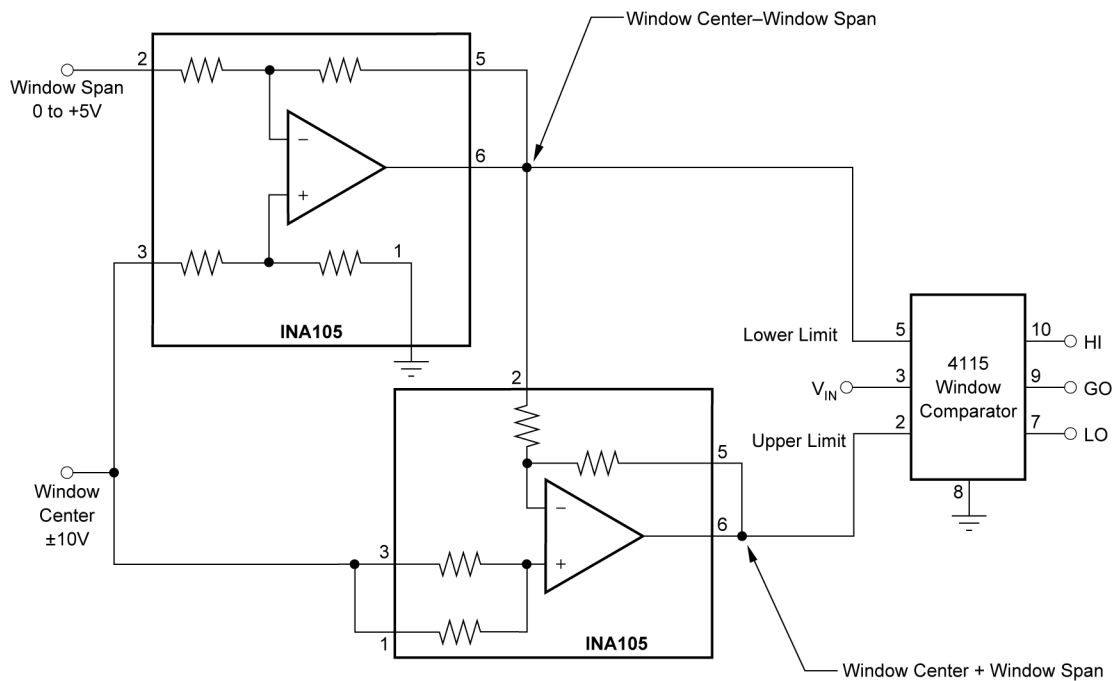 Window Center–Window Span
2
5
Window Span
0 to +5V
−
6
+
3
1
INA105
Lower Limit
5
10
HI
4115
Window
Comparator
V_IN
3
9
GO
Upper Limit
2
7
LO
8
2
5
Window
Center
±10V
−
6
3
+
1
INA105
Window Center + Window Span